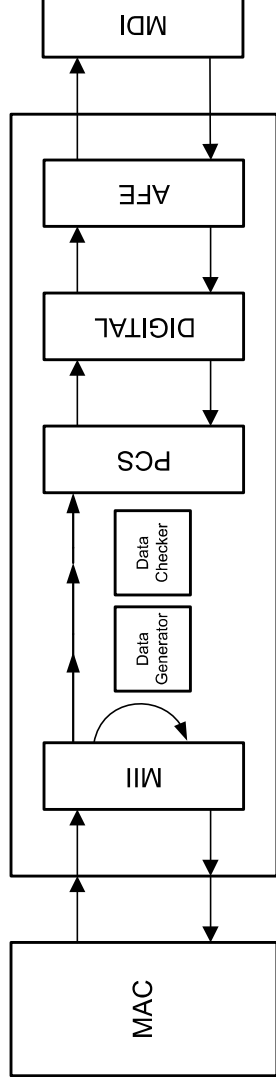 MDI
AFE
DIGITAL
PCS
Data
Checker
Data
Generator
MII
MAC